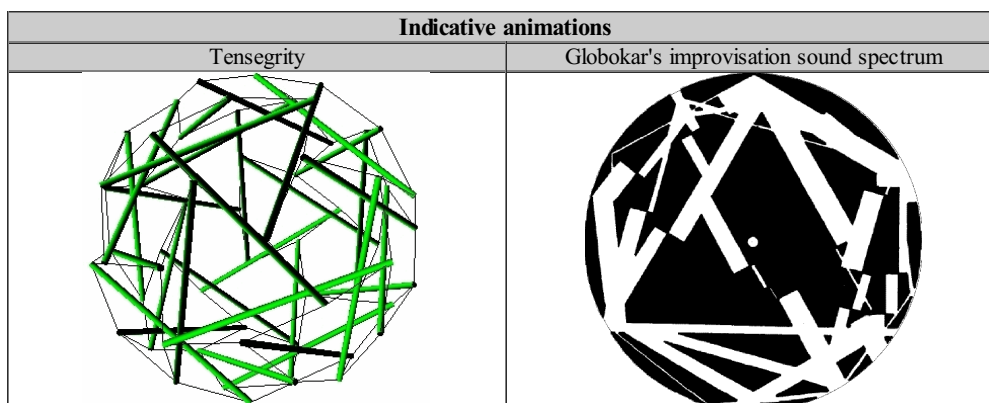 Indicative animations
Tensegrity
Globokar's improvisation sound spectrum